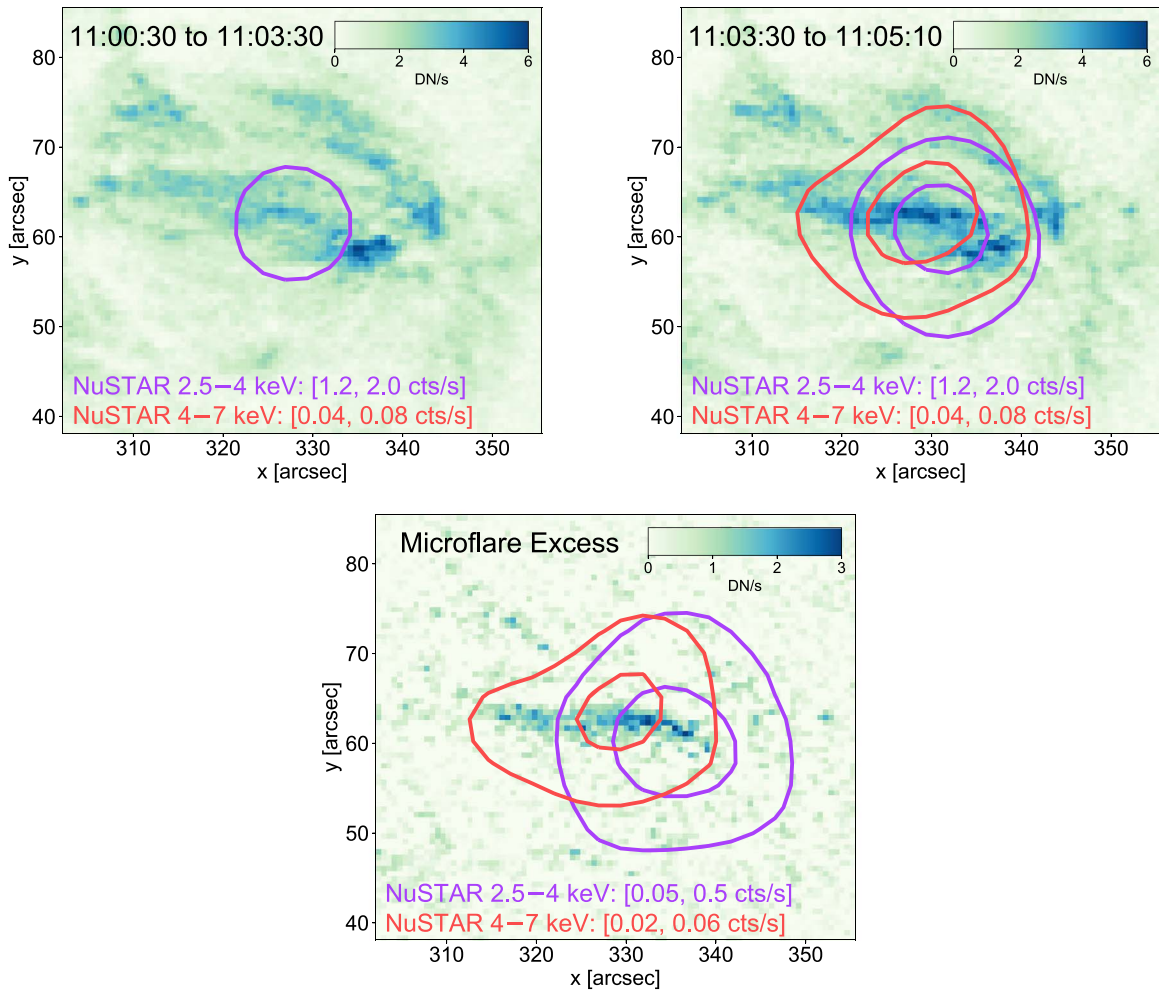 11:00:30 to 11:03:30
0 2 4 6
DN/s
80
70
60
50
40
y [arcsec]
NuSTAR 2.5−4 keV: [1.2, 2.0 cts/s]
NuSTAR 4−7 keV: [0.04, 0.08 cts/s]
310 320 330 340 350
x [arcsec]
11:03:30 to 11:05:10
0 2 4 6
DN/s
80
70
60
50
40
y [arcsec]
NuSTAR 2.5−4 keV: [1.2, 2.0 cts/s]
NuSTAR 4−7 keV: [0.04, 0.08 cts/s]
310 320 330 340 350
x [arcsec]
Microflare Excess
0 1 2 3
DN/s
80
70
60
50
40
y [arcsec]
NuSTAR 2.5−4 keV: [0.05, 0.5 cts/s]
NuSTAR 4−7 keV: [0.02, 0.06 cts/s]
310 320 330 340 350
x [arcsec]